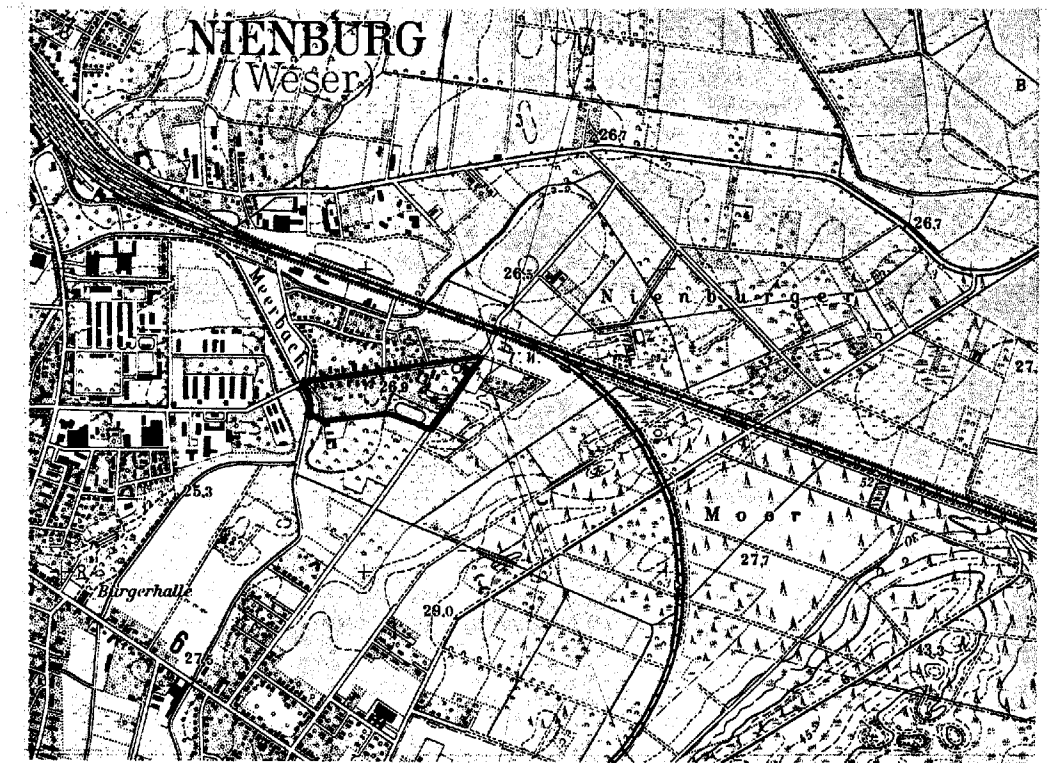 NIENBURG
(Weser)
B
26,7
26,7
26,5
Nienburger
Meerbach
27,
26,9
25,3
Moor
27,7
Bürgerhalle
29,0
6
43,3